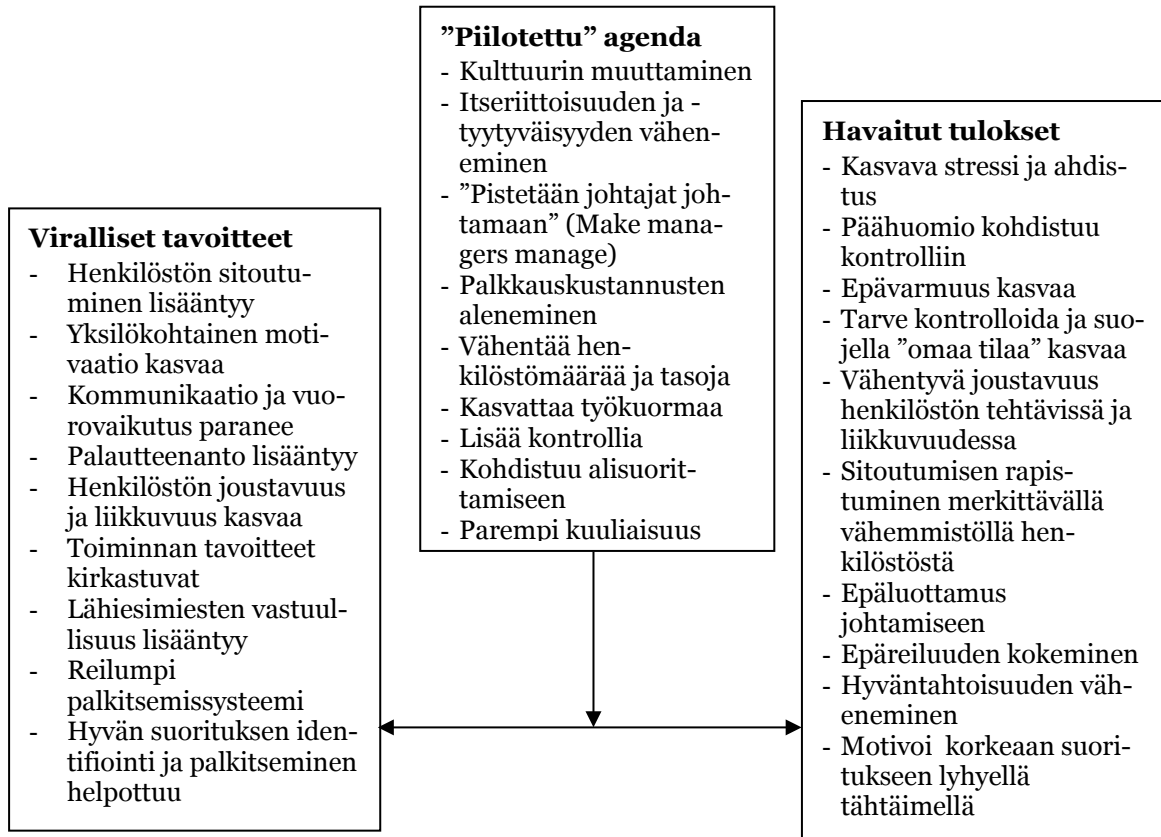 ”Piilotettu” agenda
- Kulttuurin muuttaminen
- Itseriittoisuuden ja -
tyytyväisyyden vähen-
eminen
- ”Pistetään johtajat joh-
tamaan” (Make mana-
gers manage)
- Palkkauskustannusten
aleneminen
- Vähentää hen-
kilöstömäärää ja tasoja
- Kasvattaa työkuormaa
- Lisää kontrollia
- Kohdistuu alisuorit-
tamiseen
- Parempi kuuliaisuus
Viralliset tavoitteet
- Henkilöstön sitoutu-
minen lisääntyy
- Yksilökohtainen moti-
vaatio kasvaa
- Kommunikaatio ja vuo-
rovaikutus paranee
- Palautteenanto lisääntyy
- Henkilöstön joustavuus
ja liikkuvuus kasvaa
- Toiminnan tavoitteet
kirkastuvat
- Lähiesimiesten vastuul-
lisuus lisääntyy
- Reilumpi
palkitsemissysteemi
- Hyvän suorituksen iden-
tifiointi ja palkitseminen
helpottuu
Havaitut tulokset
- Kasvava stressi ja ahdis-
tus
- Päähuomio kohdistuu
kontrolliin
- Epävarmuus kasvaa
- Tarve kontrolloida ja suo-
jella ”omaa tilaa” kasvaa
- Vähentyvä joustavuus
henkilöstön tehtävissä ja
liikkuvuudessa
- Sitoutumisen rapis-
tuminen merkittävällä
vähemmistöllä hen-
kilöstöstä
- Epäluottamus
johtamiseen
- Epäreiluuden kokeminen
- Hyväntahtoisuuden väh-
eneminen
- Motivoi korkeaan suori-
tukseen lyhyellä
tähtäimellä